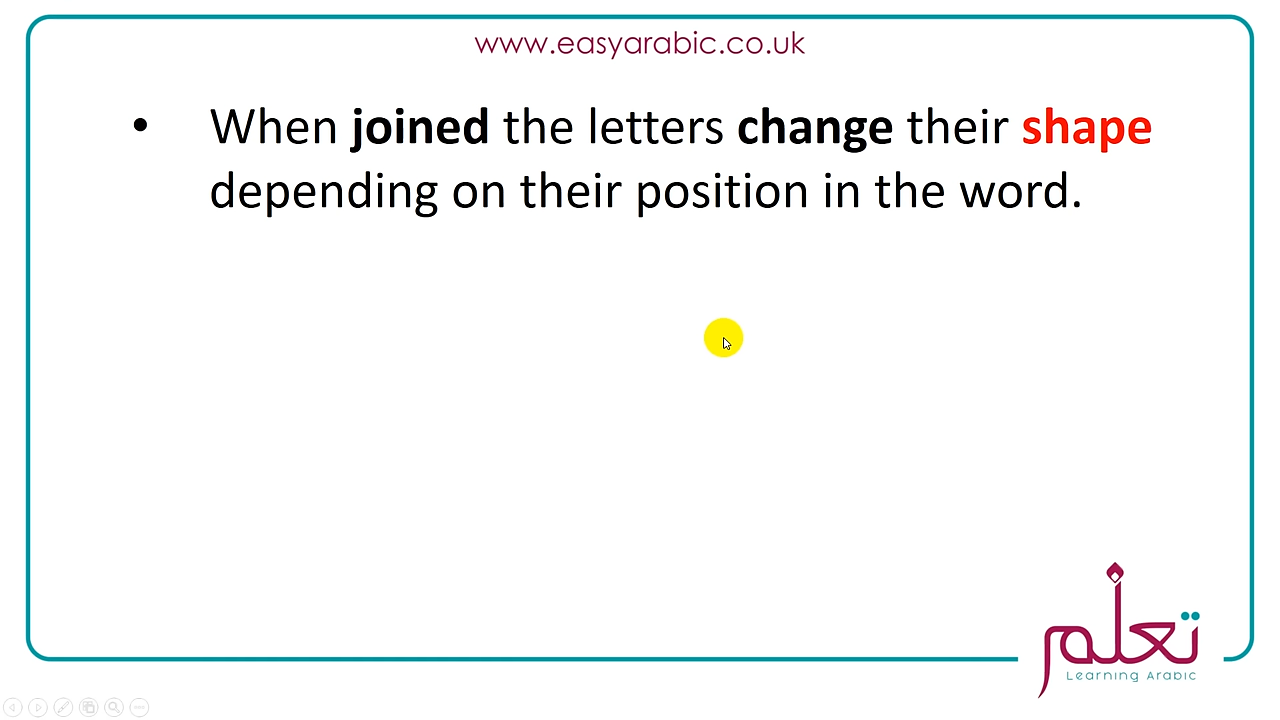 www.easyarabic.co.uk
• When joined the letters change their shape
depending on their position in the word.
تعلم
Learning Arabic